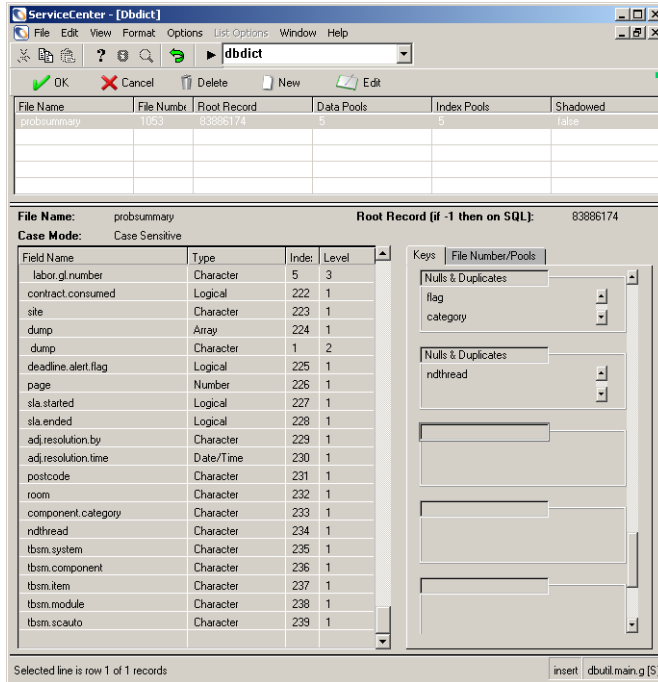 ServiceCenter - [Dbdict]
File Edit View Format Options List Options Window Help
dbdict
OK Cancel Delete New Edit
File Name File Numbe Root Record Data Pools Index Pools Shadowed
probsummary 1053 83886174 5 5 false
File Name: probsummary Root Record (if -1 then on SQL): 83886174
Case Mode: Case Sensitive
Field Name Type Inde: Level
Keys File Number/Pools
labor.gl.number Character 5 3
contract.consumed Logical 222 1
site Character 223 1
dump Array 224 1
dump Character 1 2
deadline.alert.flag Logical 225 1
page Number 226 1
sla.started Logical 227 1
sla.ended Logical 228 1
adj.resolution.by Character 229 1
adj.resolution.time Date/Time 230 1
postcode Character 231 1
room Character 232 1
component.category Character 233 1
ndthread Character 234 1
tbsm.system Character 235 1
tbsm.component Character 236 1
tbsm.item Character 237 1
tbsm.module Character 238 1
tbsm.scauto Character 239 1
Nulls & Duplicates
flag
category
Nulls & Duplicates
ndthread
Selected line is row 1 of 1 records
insert dbutil.main.g [S